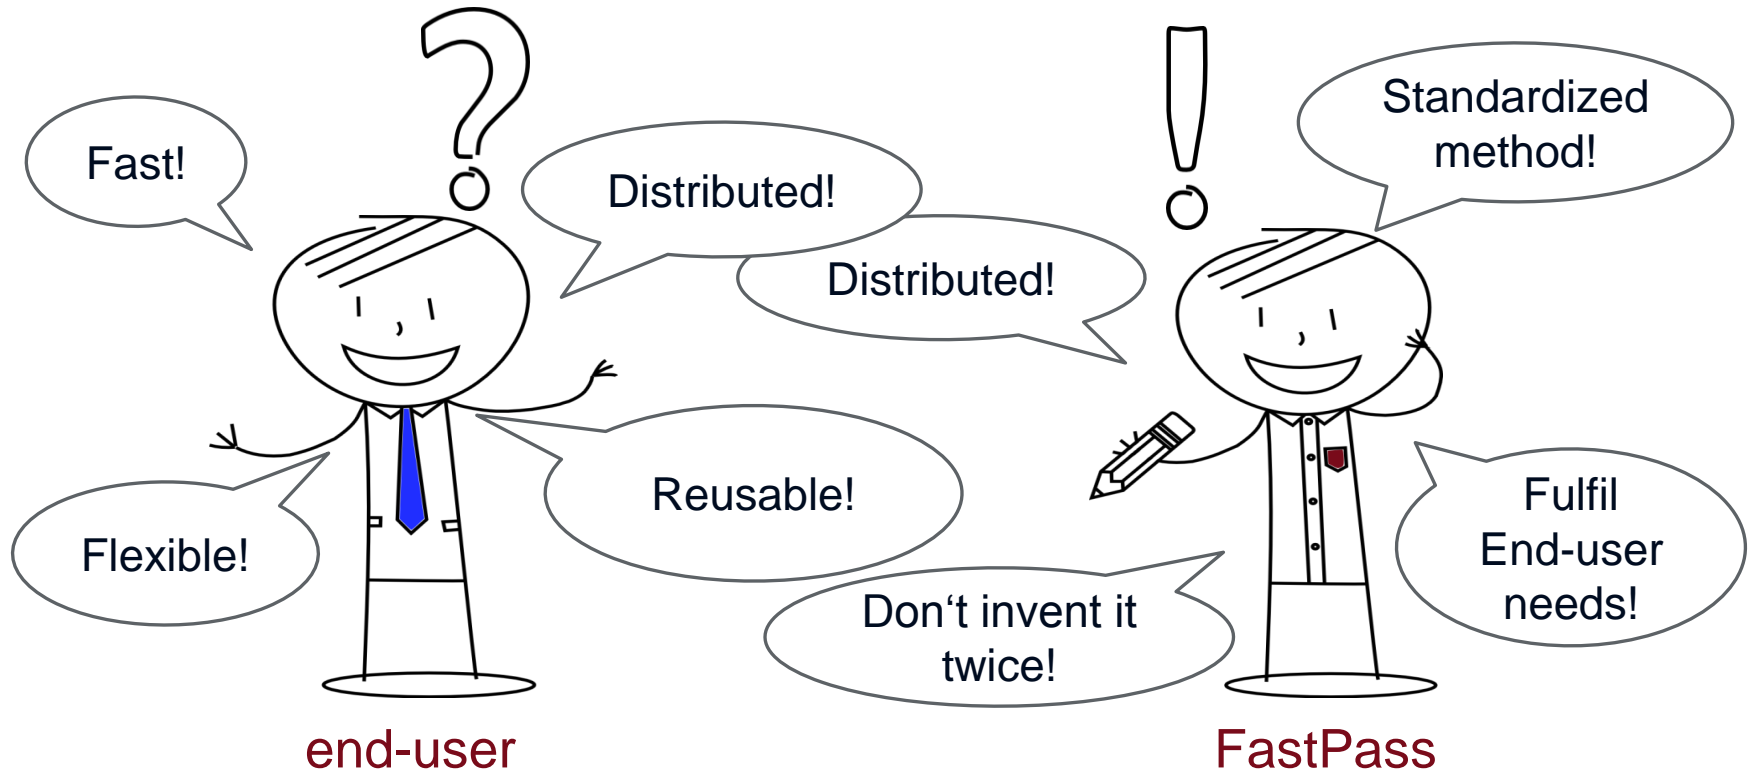 Fast!
Distributed!
Standardized
method!
Distributed!
Flexible!
Reusable!
Fulfil
End-user
needs!
Don‘t invent it
twice!
end-user
FastPass